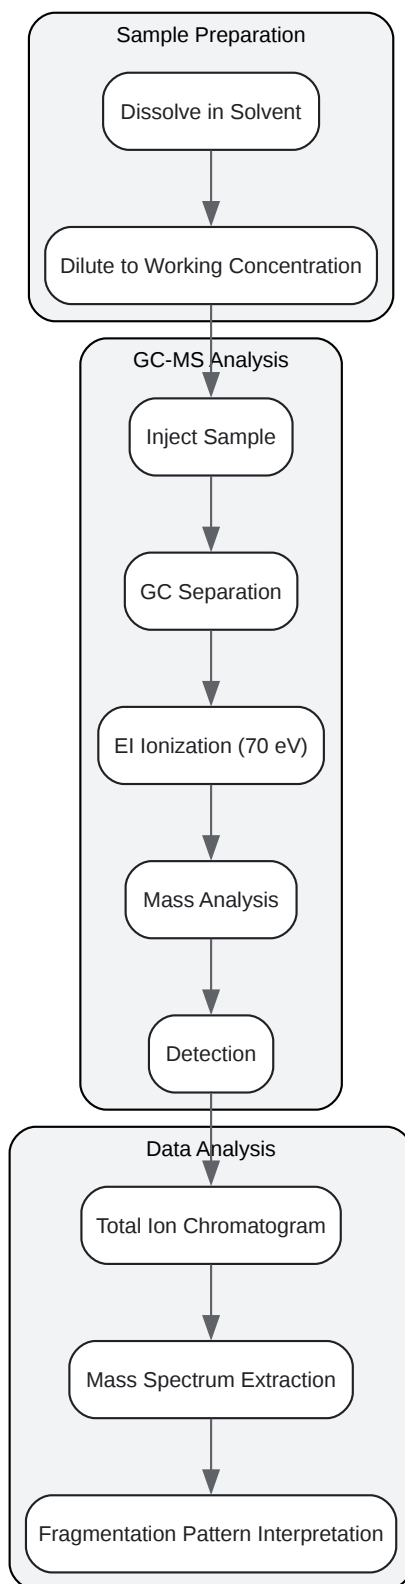 Sample Preparation
Dissolve in Solvent
Dilute to Working Concentration
GC-MS Analysis
Inject Sample
GC Separation
EI Ionization (70 eV)
Mass Analysis
Detection
Data Analysis
Total Ion Chromatogram
Mass Spectrum Extraction
Fragmentation Pattern Interpretation